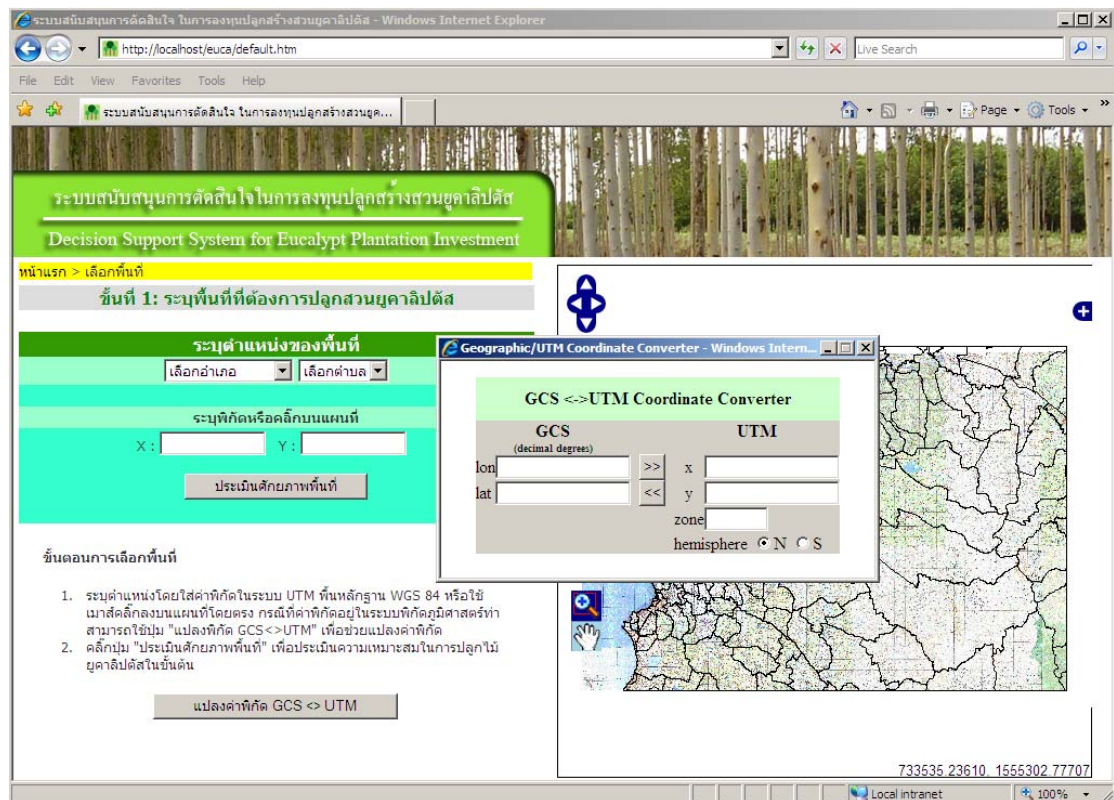 ระบบสนับสนุนการตัดสินใจ ในการลงทุนปลูกสร้างสวนยูคาลิปตัส - Windows Internet Explorer
http://localhost/euca/default.htm
Live Search
File Edit View Favorites Tools Help
ระบบสนับสนุนการตัดสินใจ ในการลงทุนปลูกสร้างสวนยูค...
Page Tools
ระบบสนับสนุนการตัดสินใจในการลงทุนปลูกสร้างสวนยูคาลิปตัส
Decision Support System for Eucalypt Plantation Investment
หน้าแรก > เลือกพื้นที่
ขั้นที่ 1: ระบุพื้นที่ที่ต้องการปลูกสวนยูคาลิปตัส
ระบุตำแหน่งของพื้นที่
เลือกอำเภอ เลือกตำบล
ระบุพิกัดหรือคลิ๊กบนแผนที่
X : Y :
ประเมินศักยภาพพื้นที่
ขั้นตอนการเลือกพื้นที่
1. ระบุตำแหน่งโดยใส่ค่าพิกัดในระบบ UTM พื้นหลักฐาน WGS 84 หรือใช้
เมาส์คลิ๊กลงบนแผนที่โดยตรง กรณีที่ค่าพิกัดอยู่ในระบบพิกัดภูมิศาสตร์ท่า
สามารถใช้ปุ่ม "แปลงพิกัด GCS<>UTM" เพื่อช่วยแปลงค่าพิกัด
2. คลิ๊กปุ่ม "ประเมินศักยภาพพื้นที่" เพื่อประเมินความเหมาะสมในการปลูกไม้
ยูคาลิปตัสในขั้นต้น
แปลงค่าพิกัด GCS <> UTM
Geographic/UTM Coordinate Converter - Windows Intern...
GCS <->UTM Coordinate Converter
GCS UTM
(decimal degrees)
lon >> x
lat << y
zone
hemisphere N S
733535.23610, 1555302.77707
Local intranet 100%